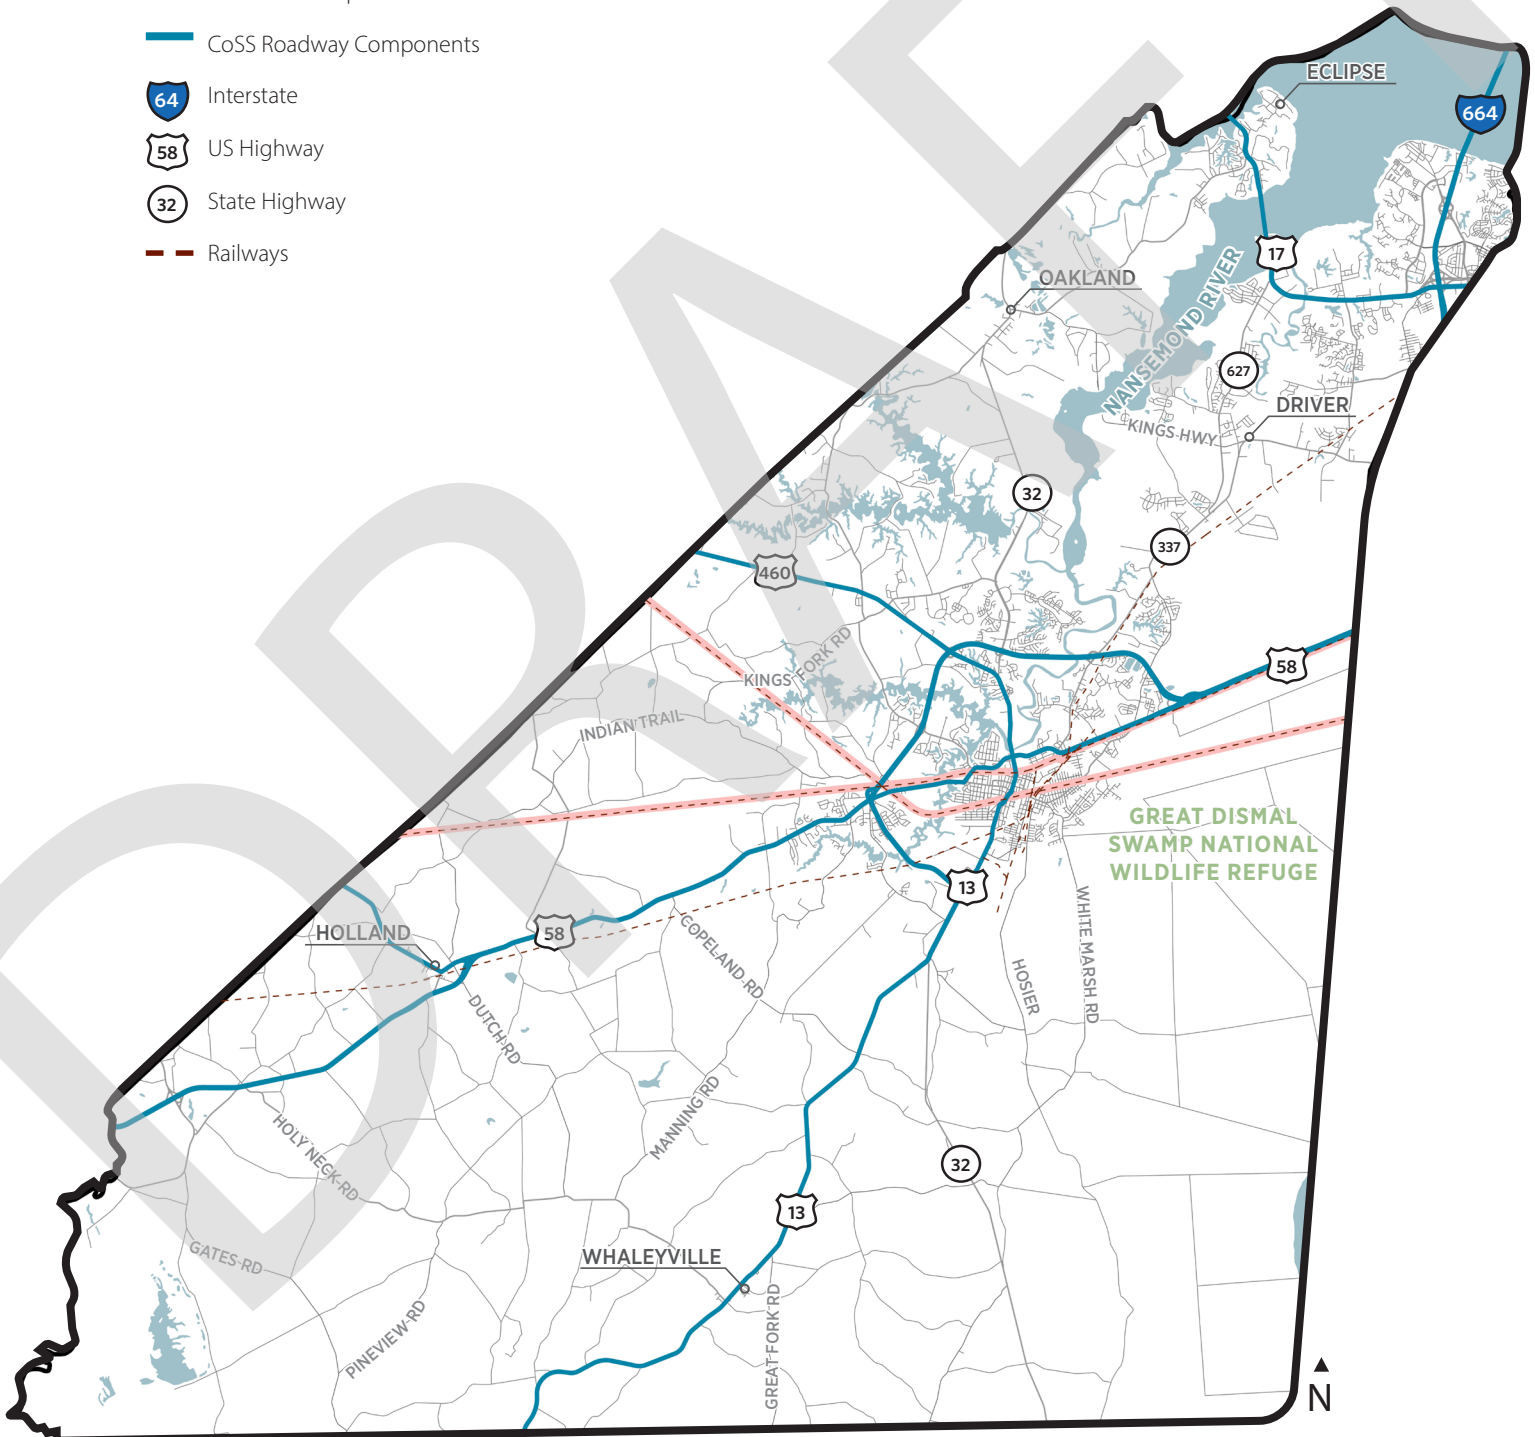 CoSS Roadway Components
64 Interstate
58 US Highway
32 State Highway
Railways
ECLIPSE
664
17
OAKLAND
NANSEMOND RIVER
627
DRIVER
KINGS HWY
32
337
460
58
KINGS FORK RD
INDIAN TRAIL
GREAT DISMAL
SWAMP NATIONAL
WILDLIFE REFUGE
13
HOLLAND
58
COPELAND RD
WHITE MARSH RD
HOSIER
DUTCH RD
MANNING RD
HOLY NECK RD
32
13
GATES RD
WHALEYVILLE
PINEVIEW RD
GREAT FORK RD
N
DRAFT